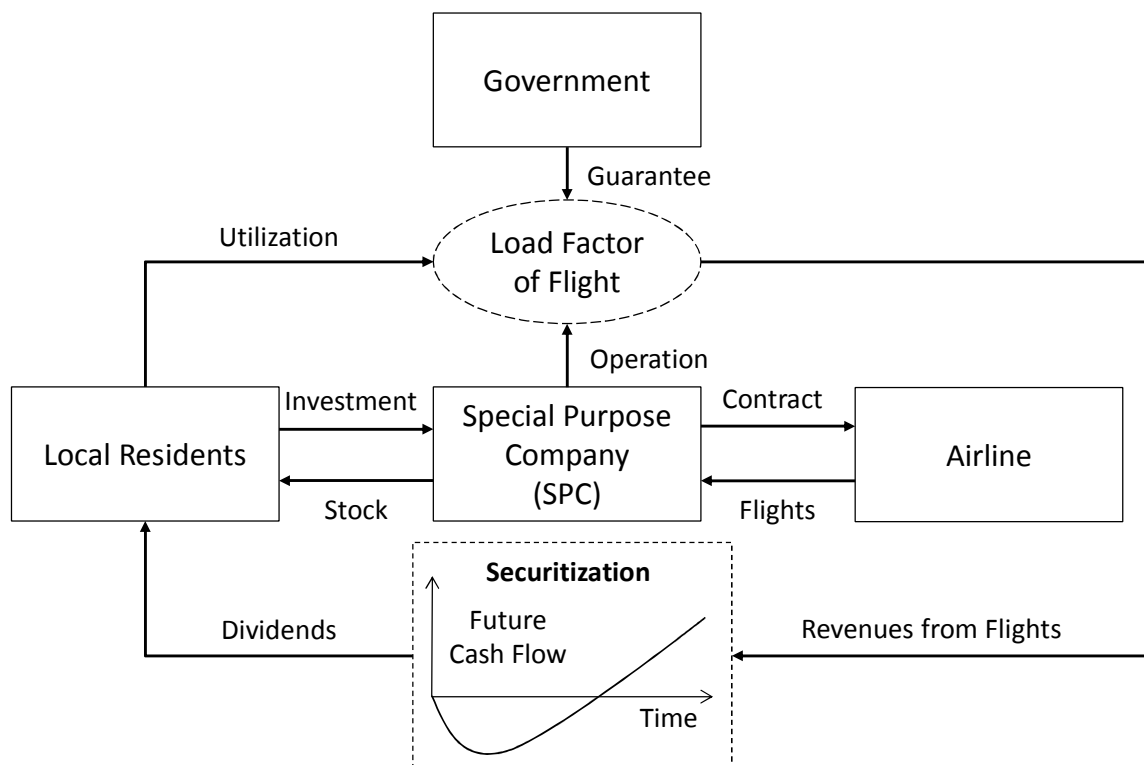 Government
Guarantee
Utilization
Load Factor
of Flight
Operation
Local Residents
Investment
Stock
Special Purpose
Company
(SPC)
Contract
Flights
Airline
Securitization
Future
Cash Flow
Time
Dividends
Revenues from Flights